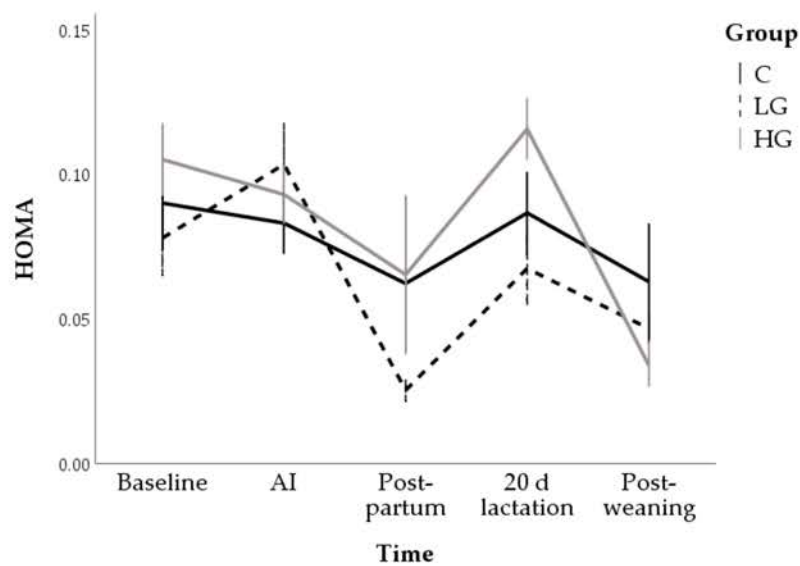 0.15
0.10
0.05
0.00
HOMA
Baseline
AI
Post-
partum
20 d
lactation
Post-
weaning
Time
Group
C
LG
HG